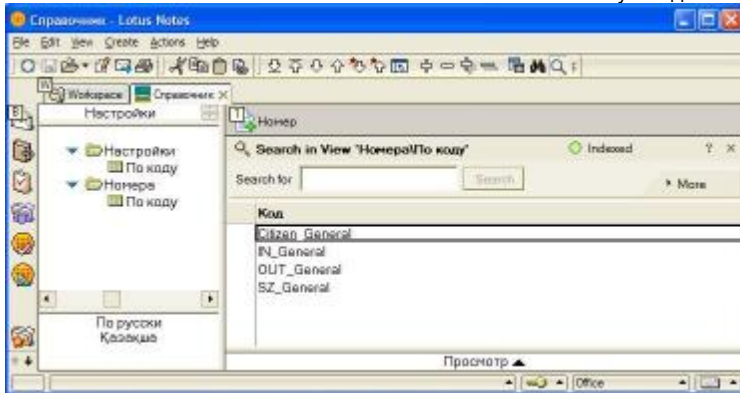 Справочник - Lotus Notes
File Edit View Create Actions Help
Workspace Справочник
Настройки
Номер
Настройки
По коду
Номера
По коду
Search in View "Номера\По коду"
Indexed
Search for
Search
More
Код
Citizen_General
IN_General
OUT_General
SZ_General
По русски
Қазақша
Просмотр
Office